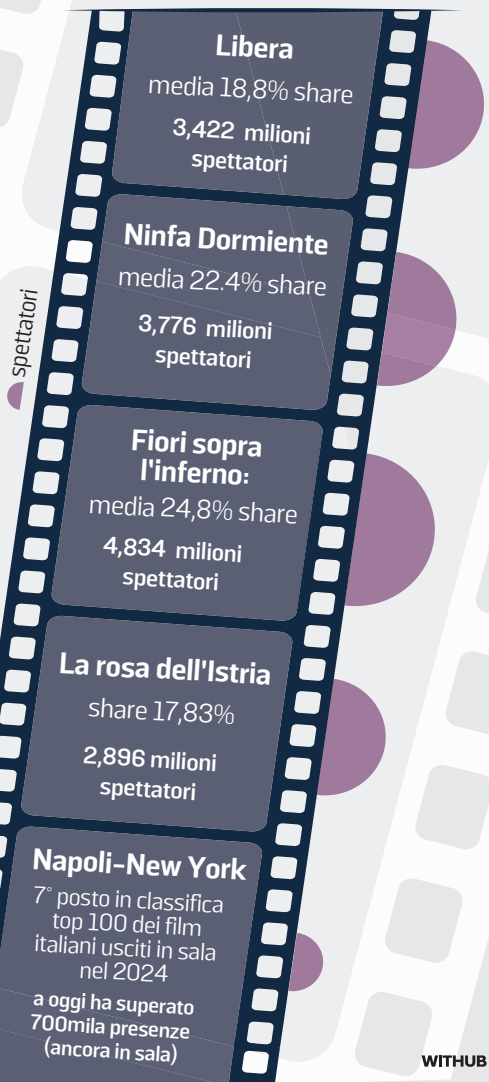 Libera
media 18,8% share
3,422 milioni
spettatori
Ninfa Dormiente
media 22.4% share
3,776 milioni
spettatori
spettatori
Fiori sopra
l'inferno:
media 24,8% share
4,834 milioni
spettatori
La rosa dell'Istria
share 17,83%
2,896 milioni
spettatori
Napoli-New York
7° posto in classifica
top 100 dei film
italiani usciti in sala
nel 2024
a oggi ha superato
700mila presenze
(ancora in sala)
WITHUB